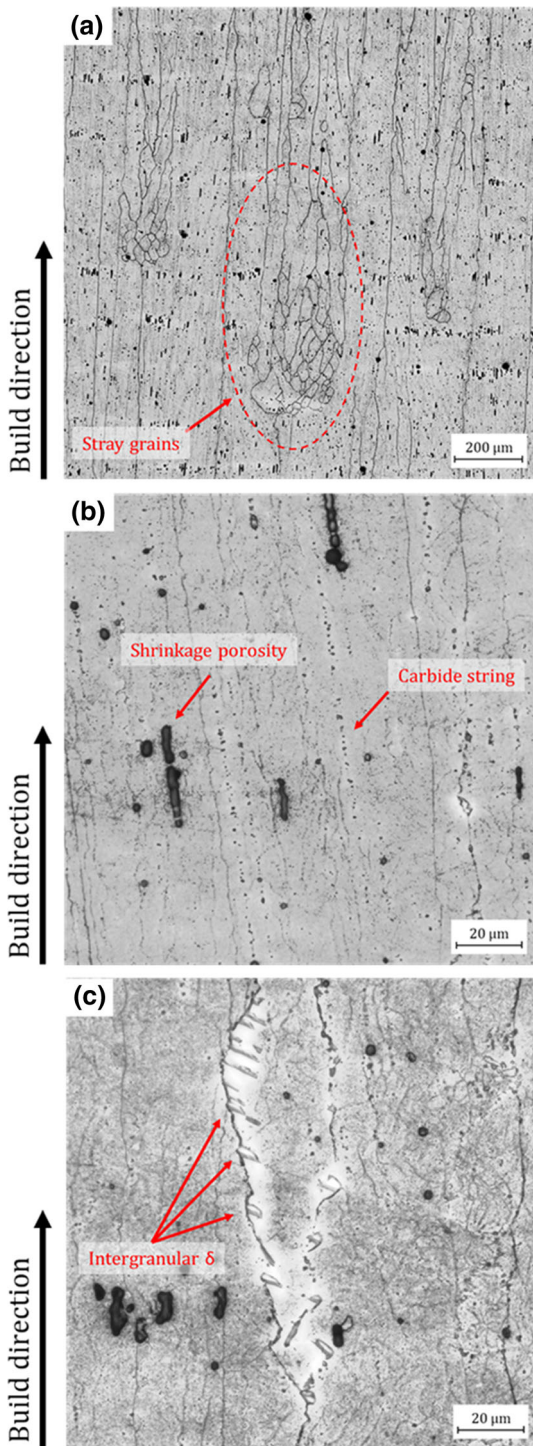 (a)
Build direction
Stray grains
200 μm
(b)
Shrinkage porosity
Carbide string
Build direction
20 μm
(c)
Intergranular δ
Build direction
20 μm